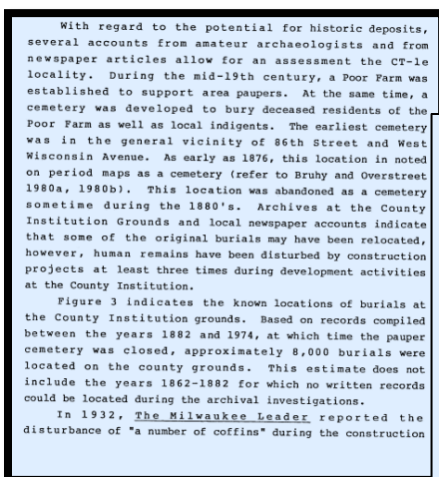 With regard to the potential for historic deposits,
several accounts from amateur archaeologists and from
newspaper articles allow for an assessment the CT-le
locality. During the mid-19th century, a Poor Farm was
established to support area paupers. At the same time, a
cemetery was developed to bury deceased residents of the
Poor Farm as well as local indigents. The earliest cemetery
was in the general vicinity of 86th Street and West
Wisconsin Avenue. As early as 1876, this location in noted
on period maps as a cemetery (refer to Bruhy and Overstreet
1980a, 1980b). This location was abandoned as a cemetery
sometime during the 1880's. Archives at the County
Institution Grounds and local newspaper accounts indicate
that some of the original burials may have been relocated,
however, human remains have been disturbed by construction
projects at least three times during development activities
at the County Institution.
Figure 3 indicates the known locations of burials at
the County Institution grounds. Based on records compiled
between the years 1882 and 1974, at which time the pauper
cemetery was closed, approximately 8,000 burials were
located on the county grounds. This estimate does not
include the years 1862-1882 for which no written records
could be located during the archival investigations.
In 1932, The Milwaukee Leader reported the
disturbance of "a number of coffins" during the construction